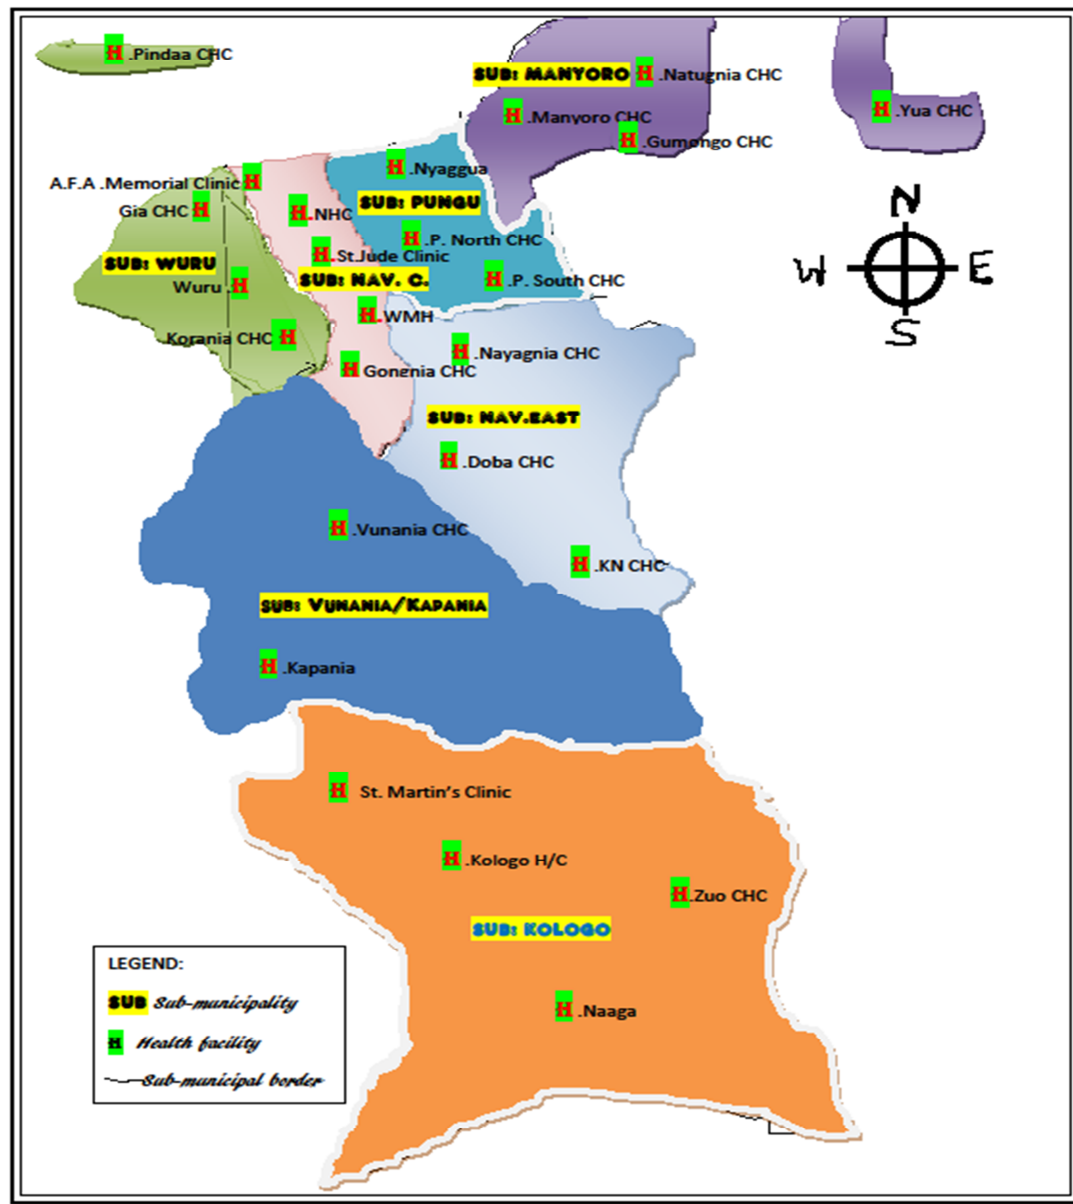 H .Pindaa CHC
SUB: MANYORO
H .Natugnia CHC
H .Manyoro CHC
H .Gumongo CHC
H .Yua CHC
H .Nyaggua
A.F.A .Memorial Clinic H
SUB: PUNGU
Gia CHC H
H .NHC
H .P. North CHC
H .St.Jude Clinic
SUB: WURU
SUB: NAV. C.
H .P. South CHC
Wuru . H
H .WMH
Korania CHC H
H .Nayagnia CHC
H Gongnia CHC
SUB: NAV.EAST
H .Doba CHC
H .Vunania CHC
H .KN CHC
SUB: VUNANIA/KAPANIA
H .Kapania
H St. Martin's Clinic
H .Kologo H/C
H .Zuo CHC
SUB: KOLOGO
H .Naaga
N
W E
S
LEGEND:
SUB Sub-municipality
H Health facility
Sub-municipal border